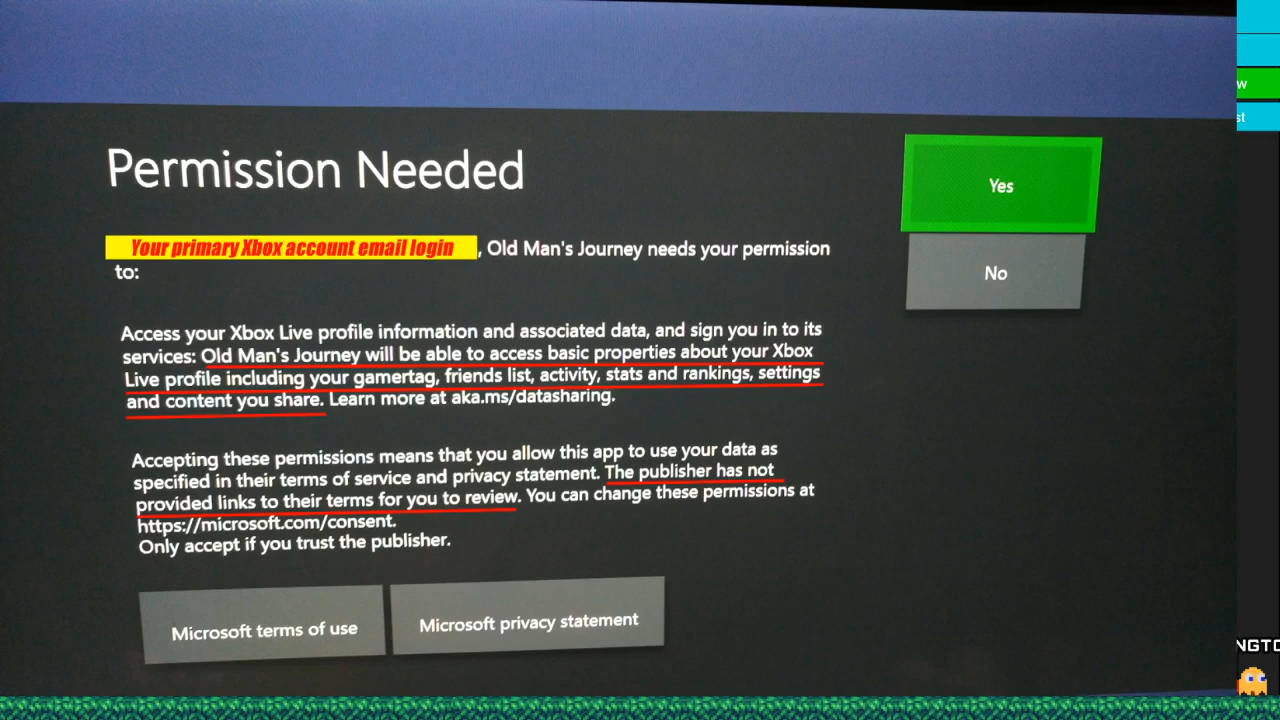 w
st
Permission Needed
Yes
Your primary Xbox account email login, Old Man's Journey needs your permission
to:
No
Access your Xbox Live profile information and associated data, and sign you in to its
services: Old Man's Journey will be able to access basic properties about your Xbox
Live profile including your gamertag, friends list, activity, stats and rankings, settings
and content you share. Learn more at aka.ms/datasharing.
Accepting these permissions means that you allow this app to use your data as
specified in their terms of service and privacy statement. The publisher has not
provided links to their terms for you to review. You can change these permissions at
https://microsoft.com/consent.
Only accept if you trust the publisher.
Microsoft terms of use
Microsoft privacy statement
NGTO